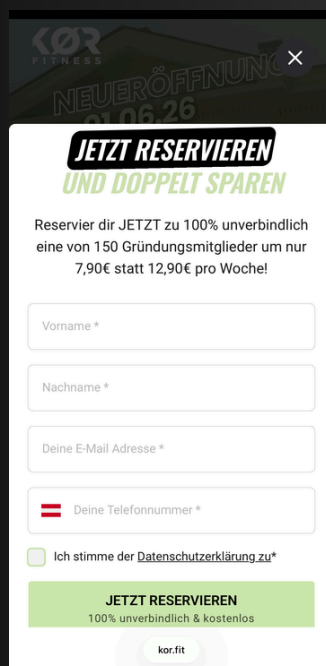 KØR
FITNESS
NEUERÖFFNUNG
01.06.26
JETZT RESERVIEREN
UND DOPPELT SPAREN
Reservier dir JETZT zu 100% unverbindlich
eine von 150 Gründungsmitglieder um nur
7,90€ statt 12,90€ pro Woche!
Vorname *
Nachname *
Deine E-Mail Adresse *
Deine Telefonnummer *
Ich stimme der Datenschutzerklärung zu*
JETZT RESERVIEREN
100% unverbindlich & kostenlos
kor.fit